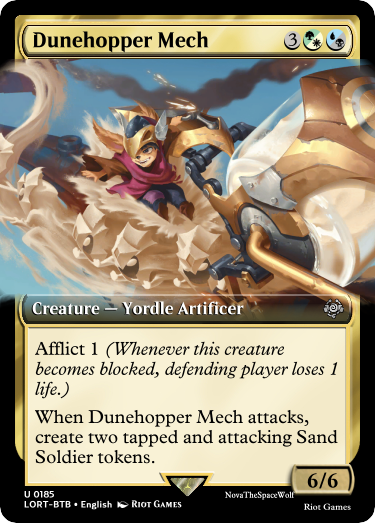 Dunehopper Mech 3
Creature — Yordle Artificer
Afflict 1 (Whenever this creature
becomes blocked, defending player loses 1
life.)
When Dunehopper Mech attacks,
create two tapped and attacking Sand
Soldier tokens.
6/6
U 0185
LORT-BTB • English RIOT GAMES NovaTheSpaceWolf Riot Games